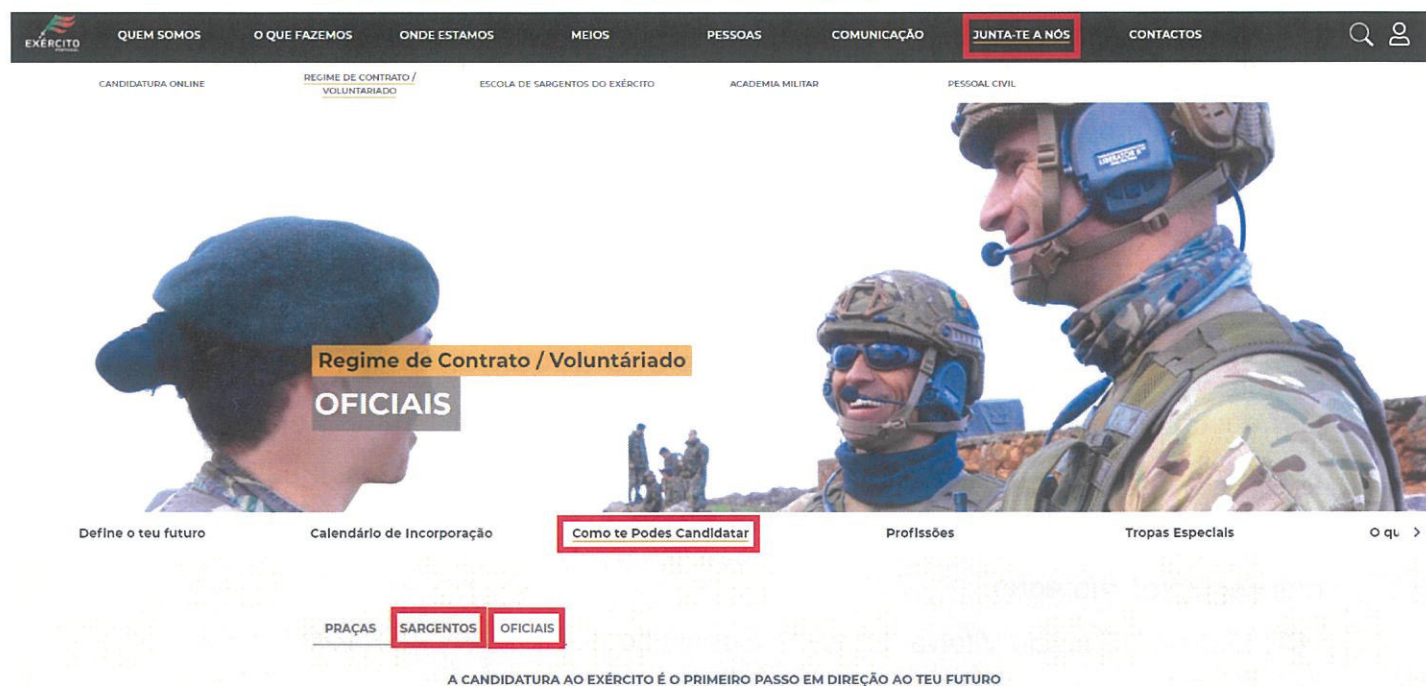 EXÉRCITO
QUEM SOMOS
O QUE FAZEMOS
ONDE ESTAMOS
MEIOS
PESSOAS
COMUNICAÇÃO
JUNTA-TE A NÓS
CONTACTOS
CANDIDATURA ONLINE
REGIME DE CONTRATO /
VOLUNTARIADO
ESCOLA DE SARGENTOS DO EXÉRCITO
ACADEMIA MILITAR
PESSOAL CIVIL
LIBERATOR II
Regime de Contrato / Voluntáriado
OFICIAIS
Define o teu futuro
Calendário de Incorporação
Como te Podes Candidatar
Profissões
Tropas Especiais
O qu
PRAÇAS
SARGENTOS
OFICIAIS
A CANDIDATURA AO EXÉRCITO É O PRIMEIRO PASSO EM DIREÇÃO AO TEU FUTURO